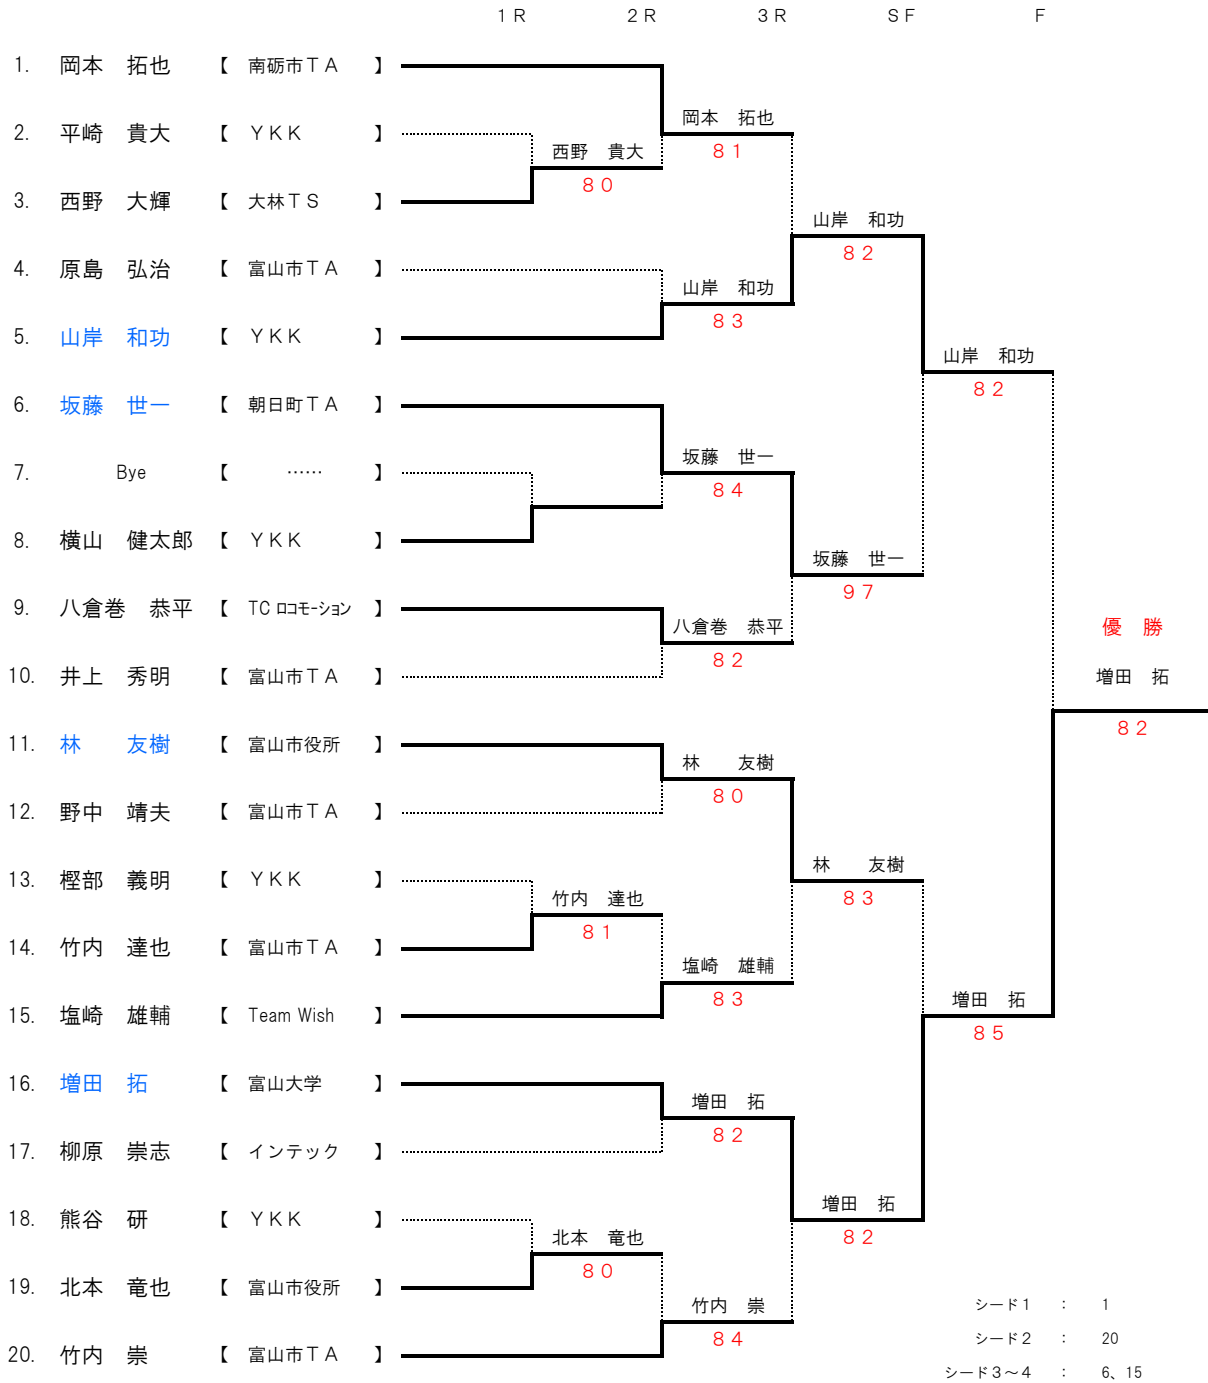 １Ｒ ２Ｒ ３Ｒ ＳＦ Ｆ
1. 岡本　拓也 【 南砺市ＴＡ 】
岡本　拓也
2. 平崎　貴大 【 ＹＫＫ 】
８１
西野　貴大
８０
3. 西野　大輝 【 大林ＴＳ 】
山岸　和功
８２
4. 原島　弘治 【 富山市ＴＡ 】
山岸　和功
８３
5. 山岸　和功 【 ＹＫＫ 】
山岸　和功
８２
6. 坂藤　世一 【 朝日町ＴＡ 】
坂藤　世一
7. Bye 【 …… 】
８４
8. 横山　健太郎 【 ＹＫＫ 】
坂藤　世一
９７
9. 八倉巻　恭平 【 TC ﾛｺﾓｰｼｮﾝ 】
八倉巻　恭平
８２
優　勝
10. 井上　秀明 【 富山市ＴＡ 】
増田　拓
８２
11. 林　　友樹 【 富山市役所 】
林　　友樹
８０
12. 野中　靖夫 【 富山市ＴＡ 】
林　　友樹
８３
13. 樫部　義明 【 ＹＫＫ 】
竹内　達也
８１
14. 竹内　達也 【 富山市ＴＡ 】
塩崎　雄輔
８３
15. 塩崎　雄輔 【 Team Wish 】
増田　拓
８５
16. 増田　拓 【 富山大学 】
増田　拓
８２
17. 柳原　崇志 【 インテック 】
増田　拓
８２
18. 熊谷　研 【 ＹＫＫ 】
北本　竜也
８０
19. 北本　竜也 【 富山市役所 】
竹内　崇
８４
20. 竹内　崇 【 富山市ＴＡ 】
シード１ ： 1
シード２ ： 20
シード３～４ ： 6、15